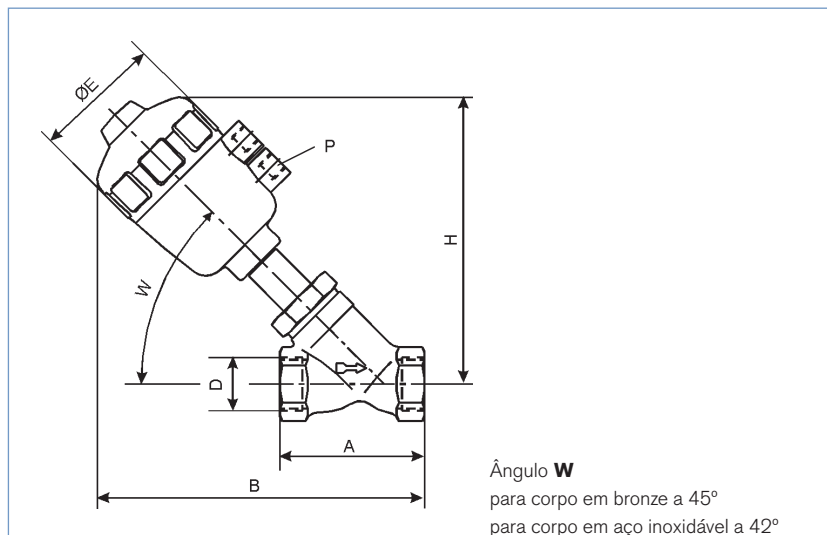 ØE
P
H
W
D
A
B
Ângulo W
para corpo em bronze a 45º
para corpo em aço inoxidável a 42º